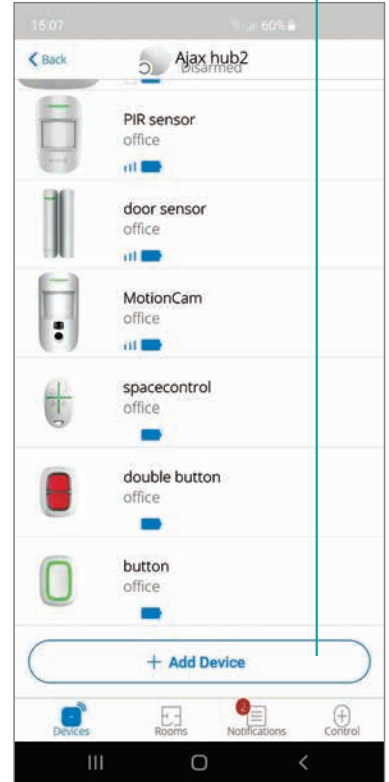 15:07 60%
Back Ajax hub2
Disarmed
PIR sensor
office
door sensor
office
MotionCam
office
spacecontrol
office
double button
office
button
office
+ Add Device
2
Devices Rooms Notifications Control